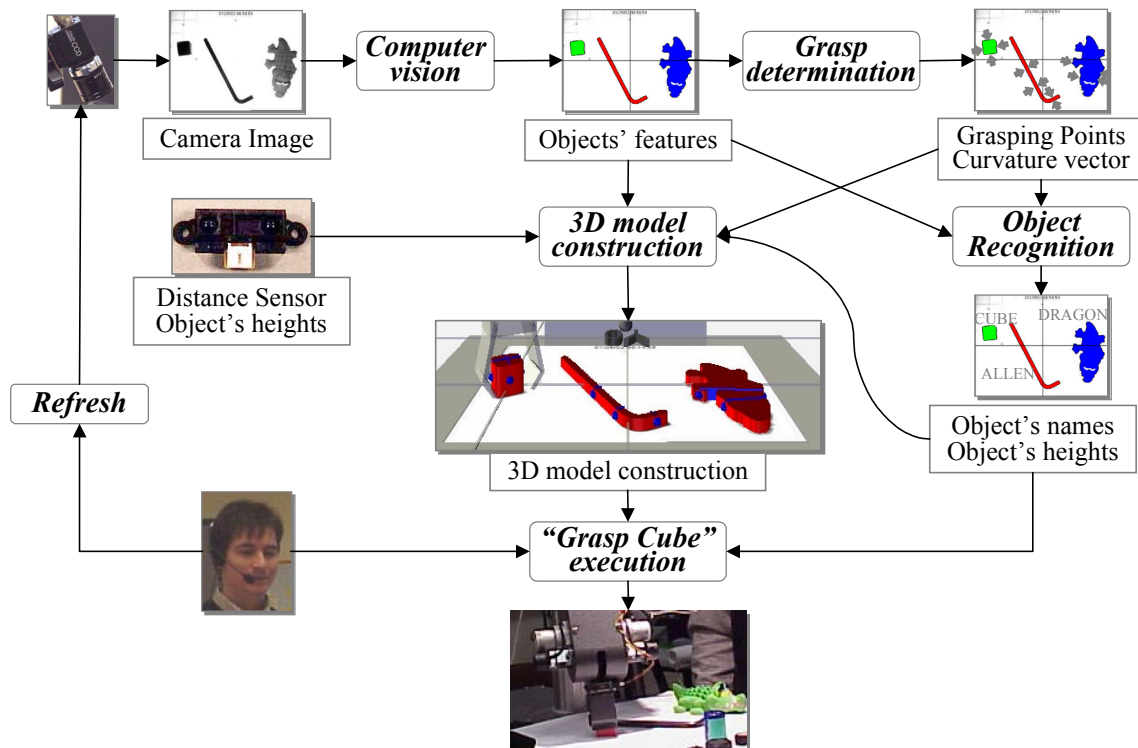 CCD
Computer
vision
Grasp
determination
Camera Image
Objects' features
Grasping Points
Curvature vector
3D model
construction
Object
Recognition
Distance Sensor
Object's heights
CUBE
DRAGON
ALLEN
Refresh
Object's names
Object's heights
3D model construction
“Grasp Cube”
execution